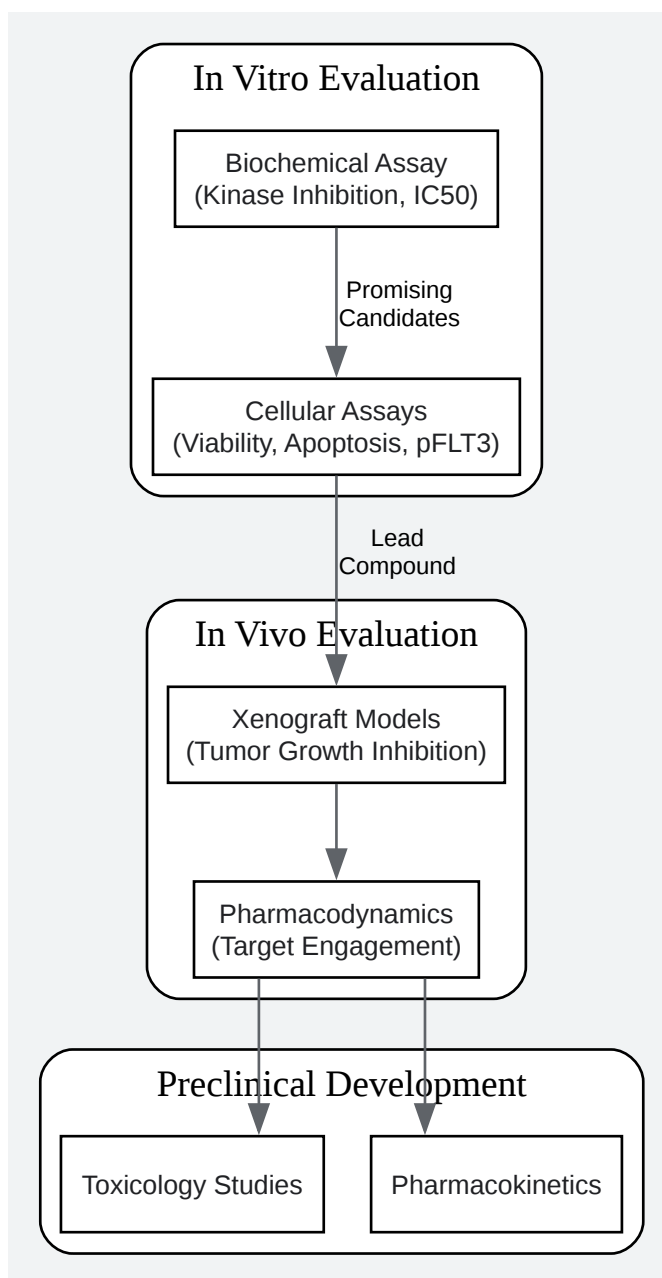 In Vitro Evaluation
Biochemical Assay
(Kinase Inhibition, IC50)
Promising
Candidates
Cellular Assays
(Viability, Apoptosis, pFLT3)
Lead
Compound
In Vivo Evaluation
Xenograft Models
(Tumor Growth Inhibition)
Pharmacodynamics
(Target Engagement)
Preclinical Development
Toxicology Studies
Pharmacokinetics